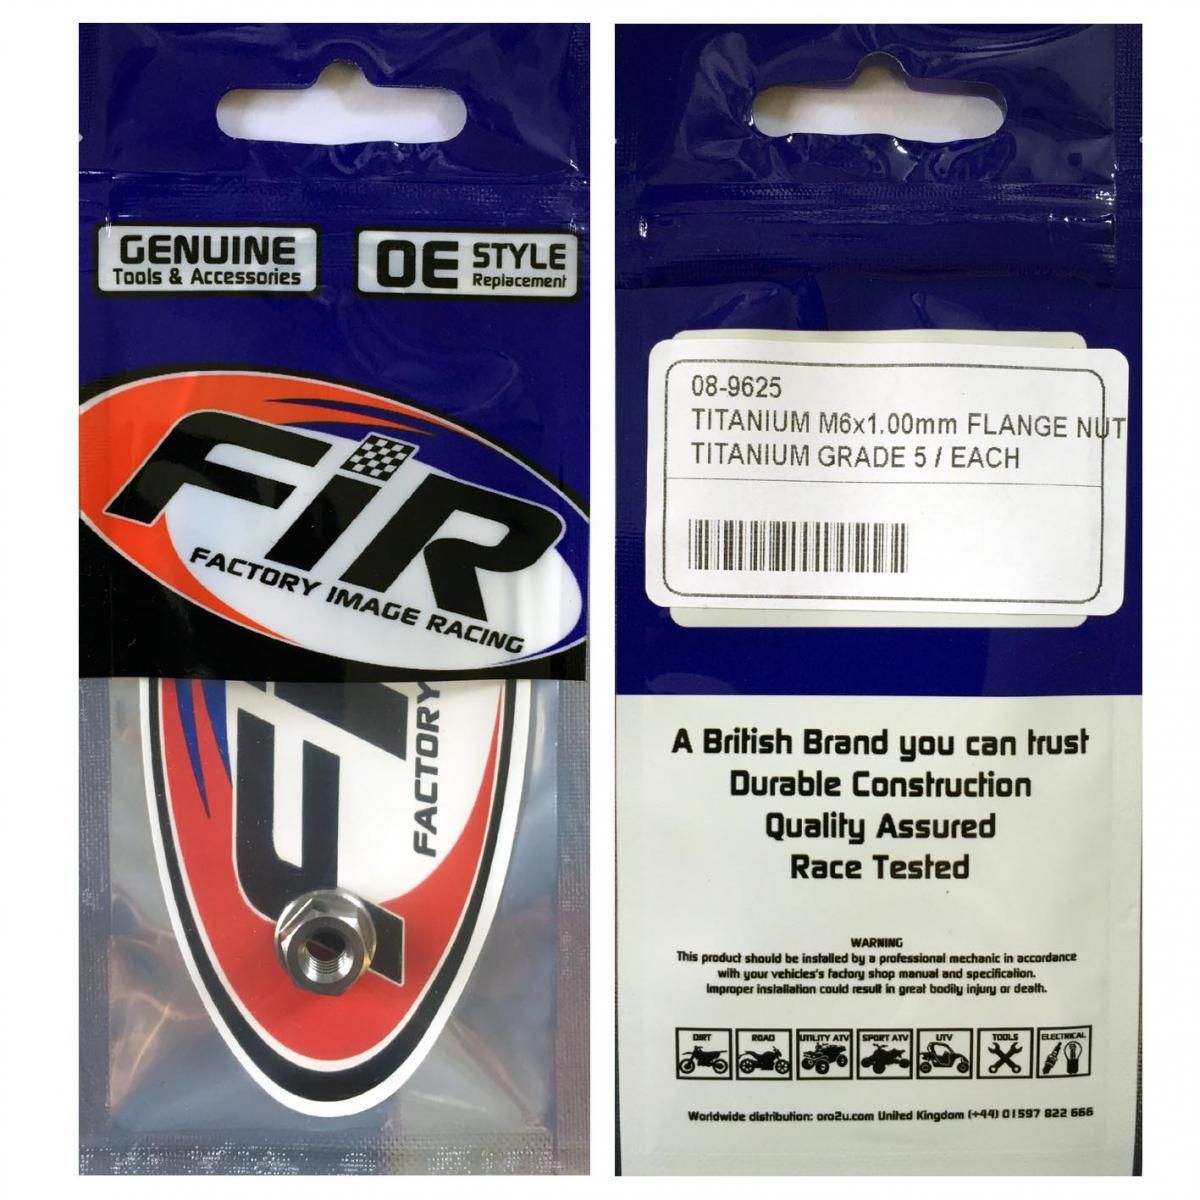 GENUINE
Tools & Accessories
OE STYLE
Replacement
FiR
FACTORY IMAGE RACING
FACTORY
08-9625
TITANIUM M6x1.00mm FLANGE NUT
TITANIUM GRADE 5 / EACH
A British Brand you can trust
Durable Construction
Quality Assured
Race Tested
WARNING
This product should be installed by a professional mechanic in accordance
with your vehicles's factory shop manual and specification.
Improper installation could result in great bodily injury or death.
DIRT ROAD UTILITY ATV SPORT ATV UTV TOOLS ELECTRICAL
Worldwide distribution: oro2u.com United Kingdom (+44) 01597 822 666